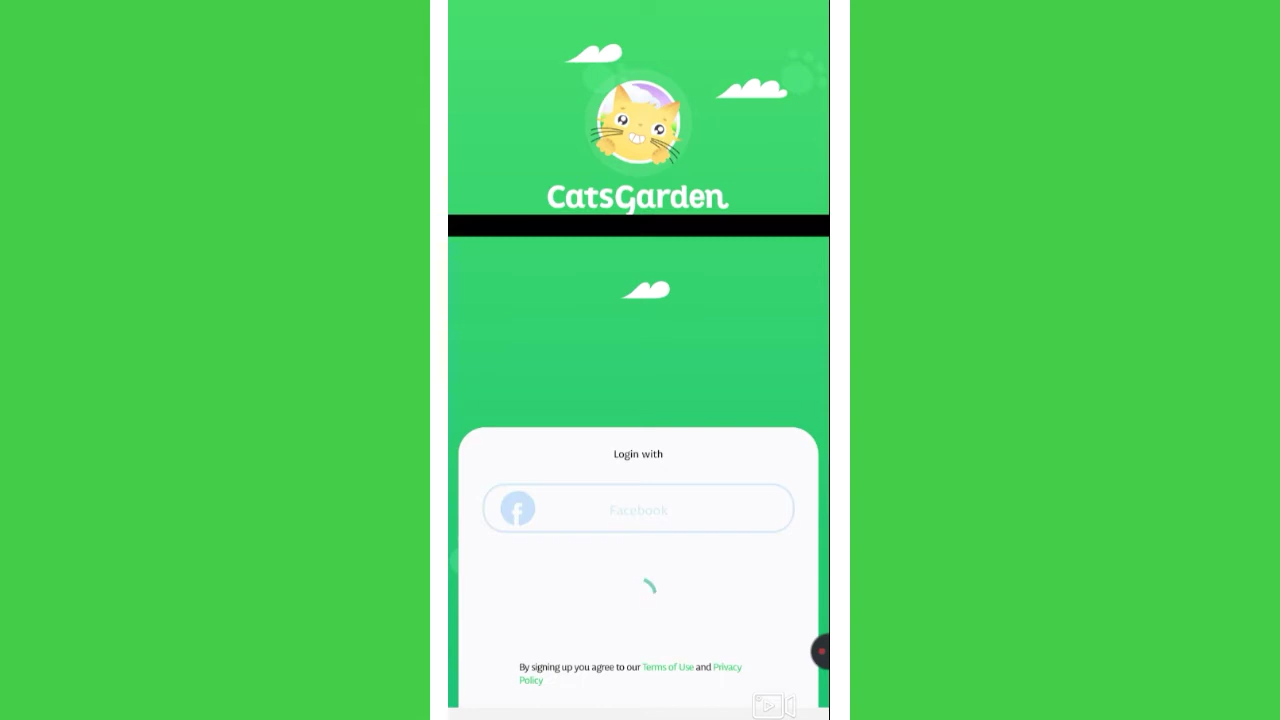 CatsGarden
Login with
Facebook
By signing up you agree to our Terms of Use and Privacy
Policy